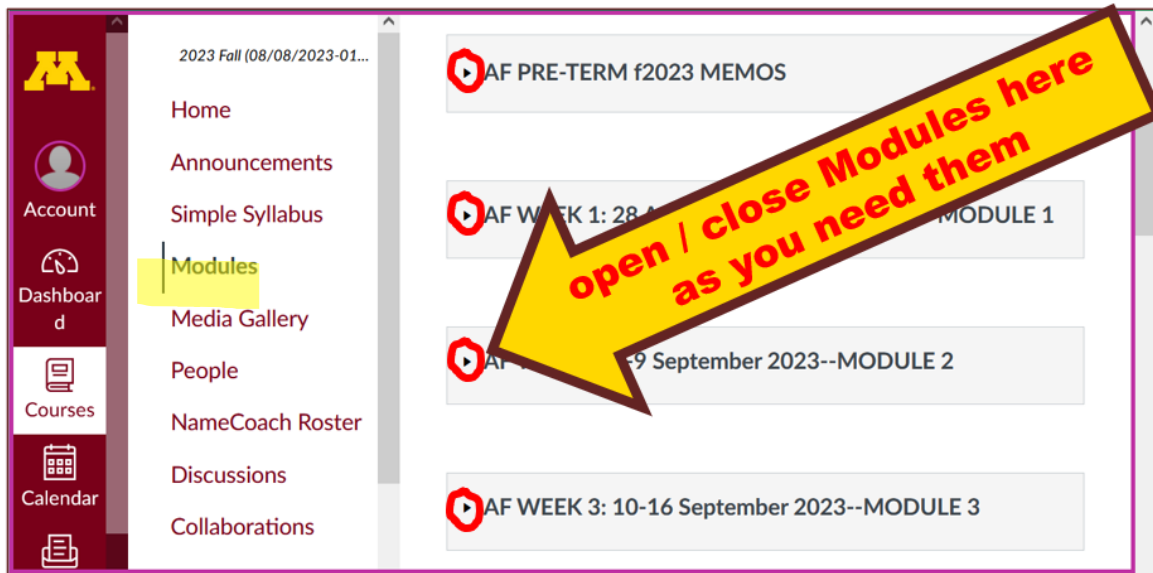 M
Account
Dashboar
d
Courses
Calendar
2023 Fall (08/08/2023-01...
Home
Announcements
Simple Syllabus
Modules
Media Gallery
People
NameCoach Roster
Discussions
Collaborations
AF PRE-TERM f2023 MEMOS
AF WEEK 1: 28 MODULE 1
AF -9 September 2023--MODULE 2
AF WEEK 3: 10-16 September 2023--MODULE 3
open / close Modules here
as you need them